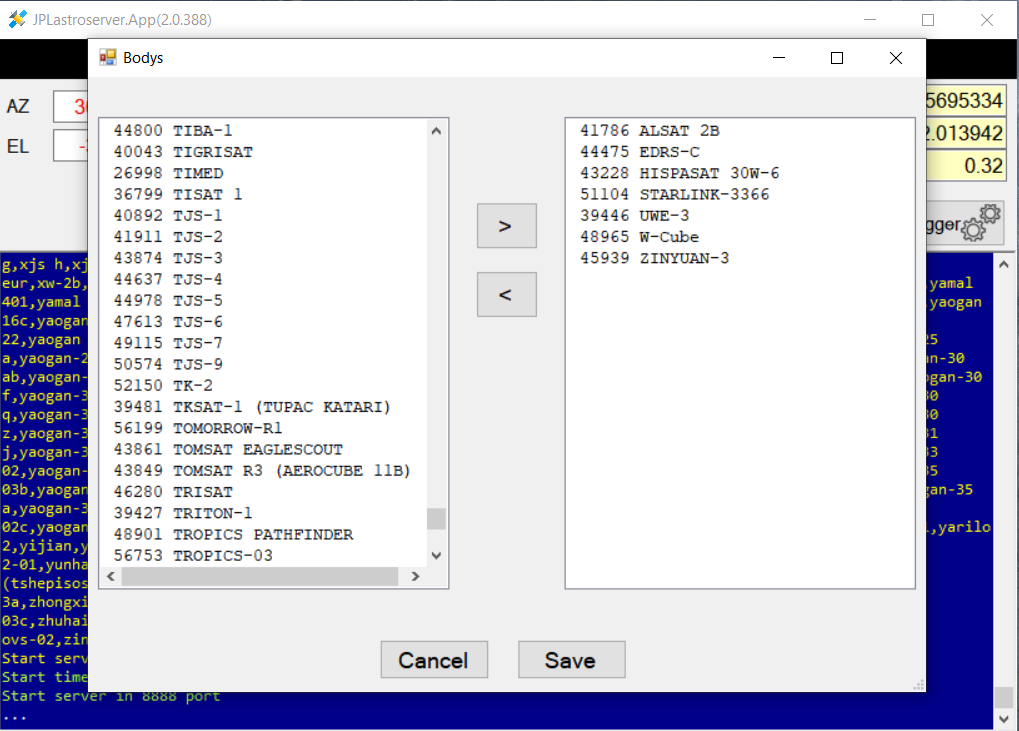 JPLastroserver.App(2.0.388)
Bodys
AZ
EL
5695334
2.013942
0.32
gger
44800 TIBA-1
40043 TIGRISAT
26998 TIMED
36799 TISAT 1
40892 TJS-1
41911 TJS-2
43874 TJS-3
44637 TJS-4
44978 TJS-5
47613 TJS-6
49115 TJS-7
50574 TJS-9
52150 TK-2
39481 TKSAT-1 (TUPAC KATARI)
56199 TOMORROW-R1
43861 TOMSAT EAGLESCOUT
43849 TOMSAT R3 (AEROCUBE 11B)
46280 TRISAT
39427 TRITON-1
48901 TROPICS PATHFINDER
56753 TROPICS-03
>
<
41786 ALSAT 2B
44475 EDRS-C
43228 HISPASAT 30W-6
51104 STARLINK-3366
39446 UWE-3
48965 W-Cube
45939 ZINYUAN-3
Cancel
Save
g,xjs h,xj
eur,xw-2b, ,yamal
401,yamal ,yaogan
16c,yaogan
22,yaogan 25
a,yaogan-2 an-30
ab,yaogan- ogan-30
f,yaogan-3 30
q,yaogan-3 30
z,yaogan-3 31
j,yaogan-3 33
02,yaogan- 35
03b,yaogan gan-35
a,yaogan-3
02c,yaogan ,yarilo
2,yijian,y
2-01,yunha
(tshepisos
3a,zhongxi
03c,zhuhai
ovs-02,zin
Start serv
Start time
Start server in 8888 port
...